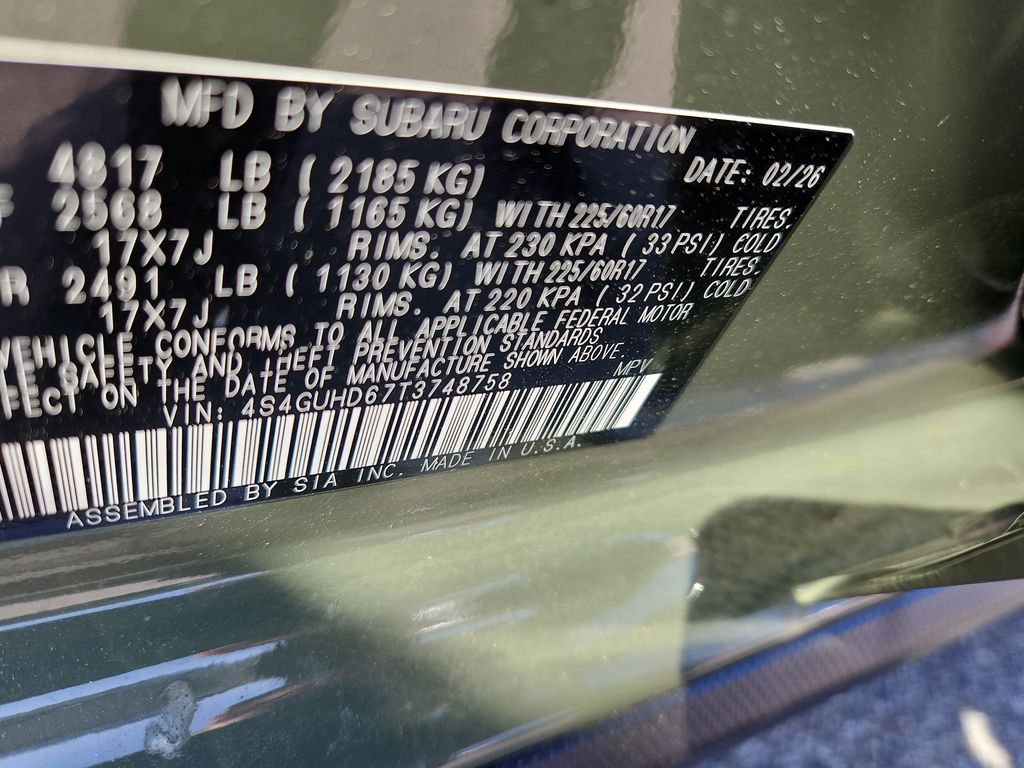 MFD BY SUBARU CORPORATION
4817 LB ( 2185 KG) DATE: 02/26
F 2568 LB ( 1165 KG) WITH 225/60R17 TIRES.
17X7J RIMS. AT 230 KPA ( 33 PSI) COLD
R 2491 LB ( 1130 KG) WITH 225/60R17 TIRES.
17X7J RIMS. AT 220 KPA ( 32 PSI) COLD
VEHICLE CONFORMS TO ALL APPLICABLE FEDERAL MOTOR
SAFETY AND THEFT PREVENTION STANDARDS
FECT ON THE DATE OF MANUFACTURE SHOWN ABOVE.
VIN: 4S4GUHD67T3748758 MPV
ASSEMBLED BY SIA INC. MADE IN U.S.A.